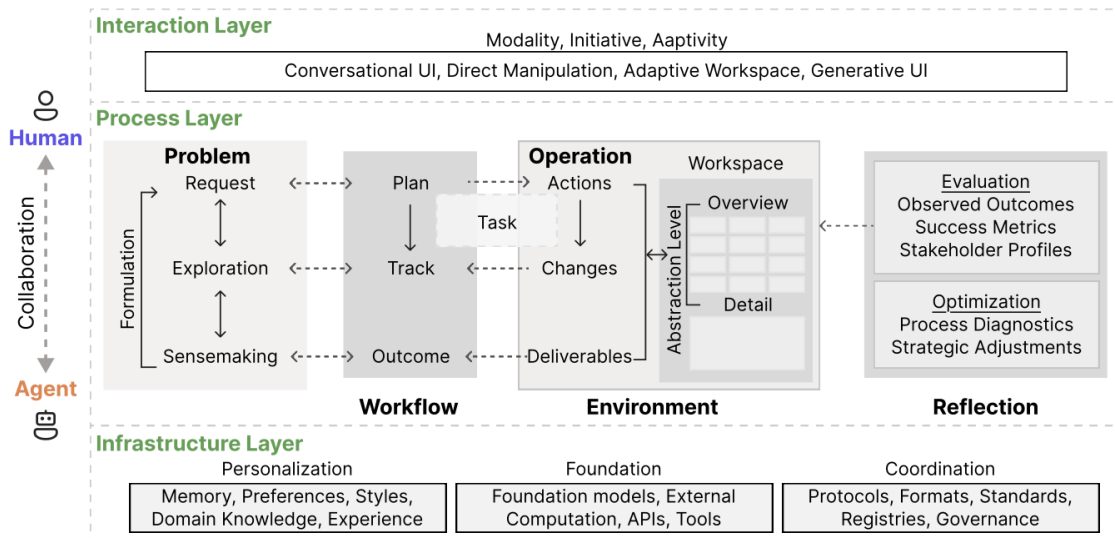 Interaction Layer
Modality, Initiative, Aaptivity
Conversational UI, Direct Manipulation, Adaptive Workspace, Generative UI
Human
Collaboration
Agent
Process Layer
Problem
Request
Exploration
Sensemaking
Formulation
Plan
Track
Outcome
Workflow
Task
Operation
Actions
Changes
Deliverables
Environment
Workspace
Overview
Abstraction Level
Detail
Evaluation
Observed Outcomes
Success Metrics
Stakeholder Profiles
Optimization
Process Diagnostics
Strategic Adjustments
Reflection
Infrastructure Layer
Personalization
Memory, Preferences, Styles,
Domain Knowledge, Experience
Foundation
Foundation models, External
Computation, APIs, Tools
Coordination
Protocols, Formats, Standards,
Registries, Governance